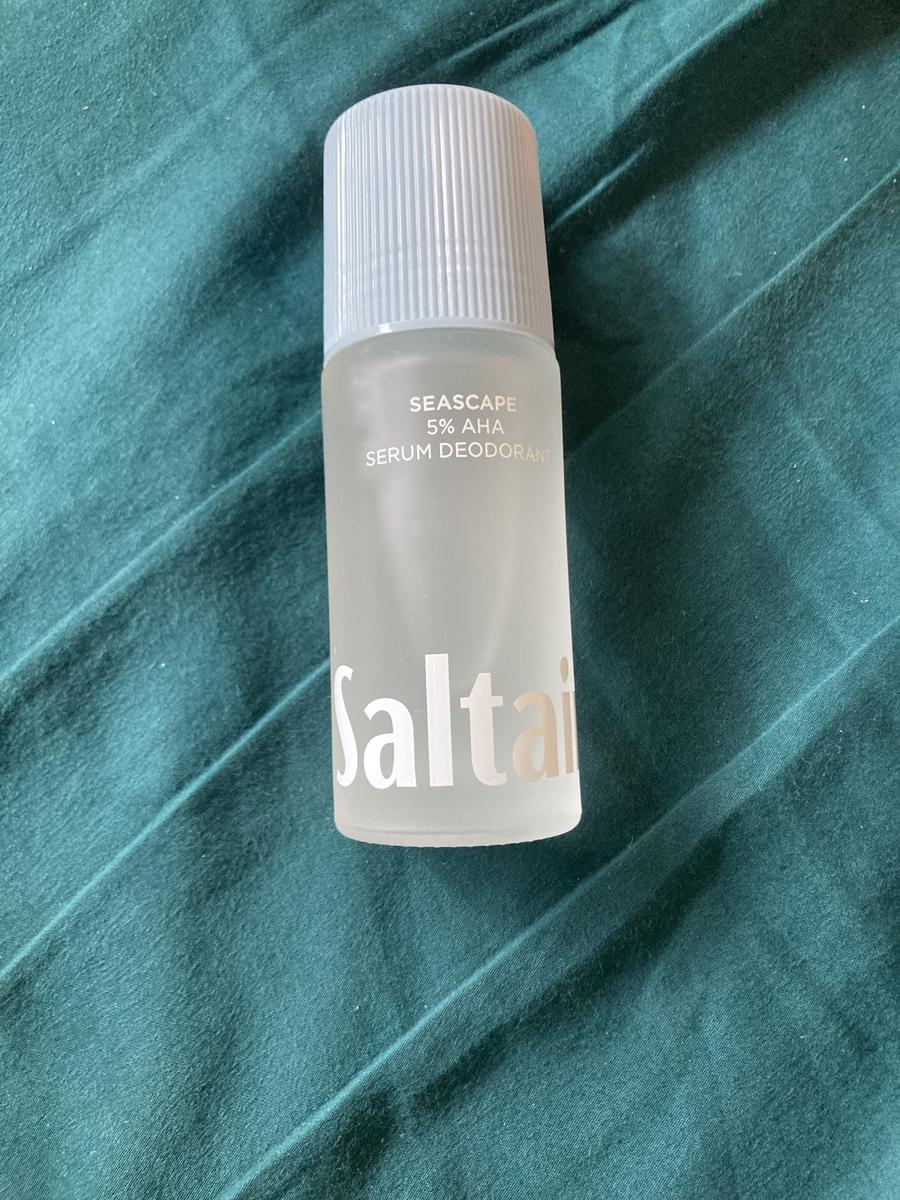 SEASCAPE
5% AHA
SERUM DEODORANT
Saltai